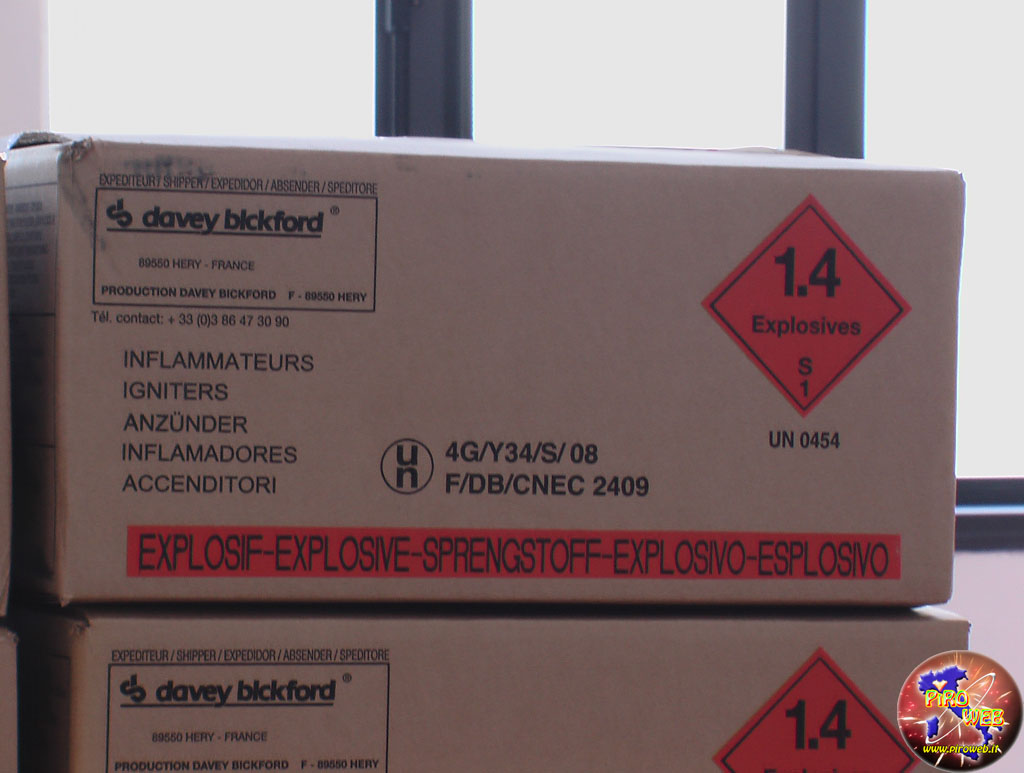 EXPEDITEUR / SHIPPER / EXPEDIDOR / ABSENDER / SPEDITORE
davey bickford ®
89550 HERY - FRANCE
PRODUCTION DAVEY BICKFORD F - 89550 HERY
Tél. contact: + 33 (0)3 86 47 30 90
INFLAMMATEURS
IGNITERS
ANZÜNDER
INFLAMADORES
ACCENDITORI
un
4G/Y34/S/ 08
F/DB/CNEC 2409
1.4
Explosives
S
1
UN 0454
EXPLOSIF-EXPLOSIVE-SPRENGSTOFF-EXPLOSIVO-ESPLOSIVO
EXPEDITEUR / SHIPPER / EXPEDIDOR / ABSENDER / SPEDITORE
davey bickford ®
89550 HERY - FRANCE
PRODUCTION DAVEY BICKFORD F - 89550 HERY
1.4
PIRO
WEB
www.piroweb.it